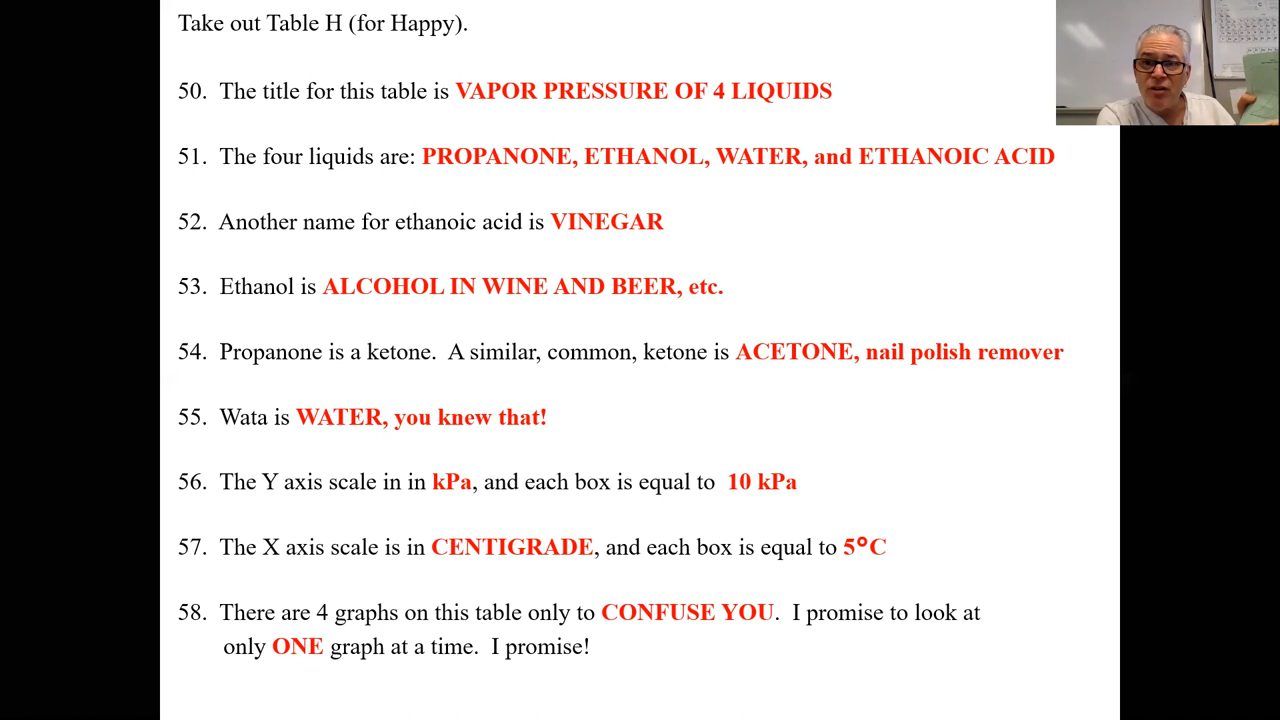 Take out Table H (for Happy).
50. The title for this table is VAPOR PRESSURE OF 4 LIQUIDS
51. The four liquids are: PROPANONE, ETHANOL, WATER, and ETHANOIC ACID
52. Another name for ethanoic acid is VINEGAR
53. Ethanol is ALCOHOL IN WINE AND BEER, etc.
54. Propanone is a ketone. A similar, common, ketone is ACETONE, nail polish remover
55. Wata is WATER, you knew that!
56. The Y axis scale in in kPa, and each box is equal to 10 kPa
57. The X axis scale is in CENTIGRADE, and each box is equal to 5°C
58. There are 4 graphs on this table only to CONFUSE YOU. I promise to look at
only ONE graph at a time. I promise!